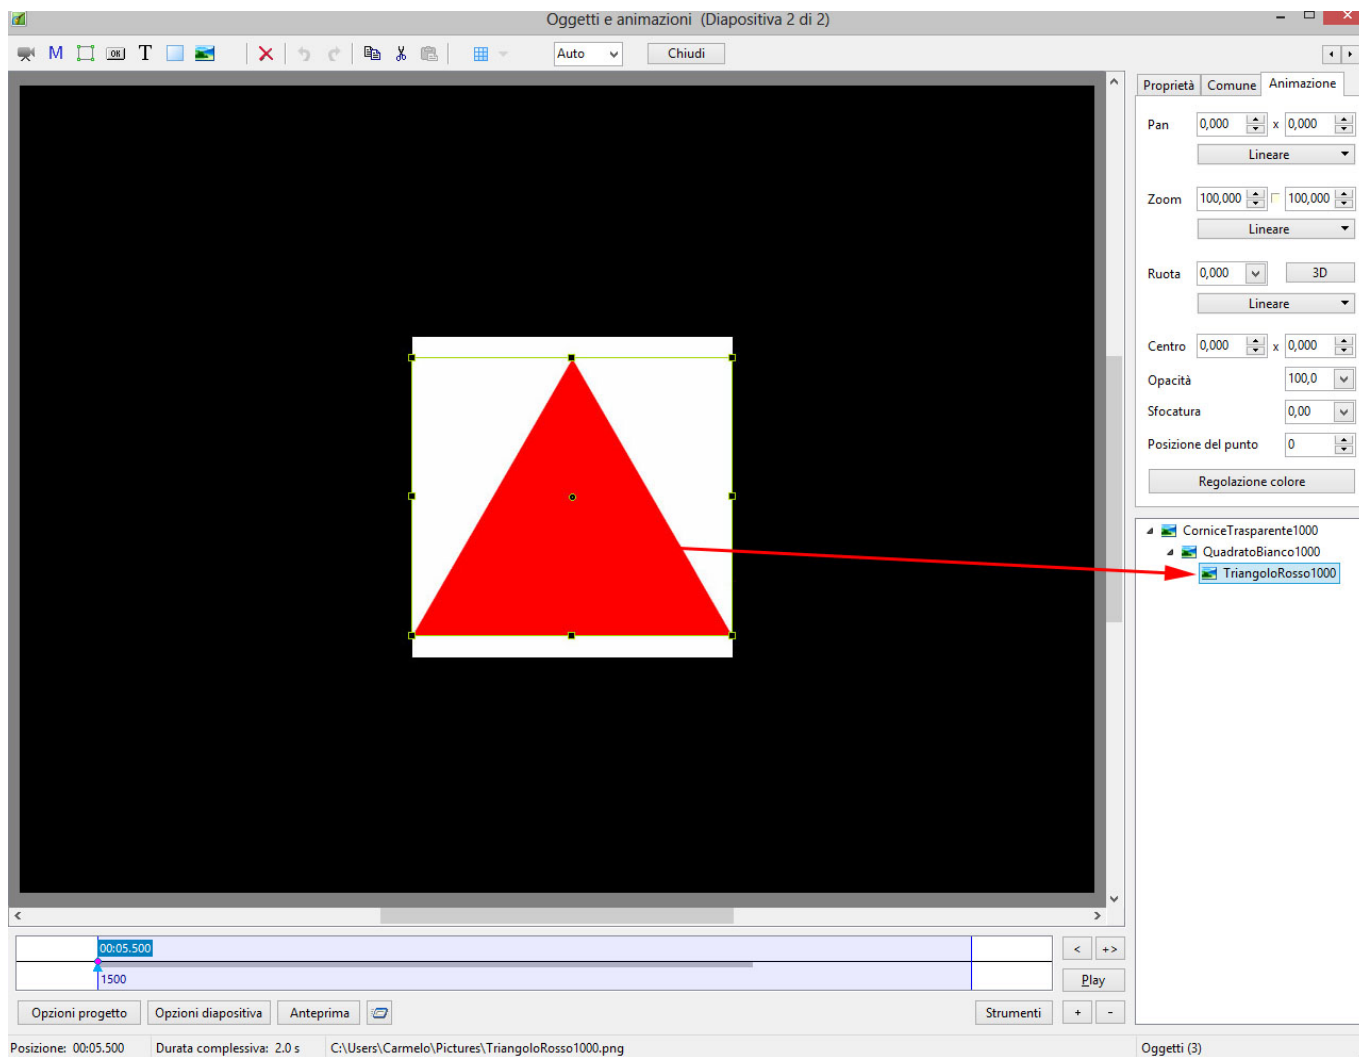 Oggetti e animazioni (Diapositiva 2 di 2)
M OK T Auto Chiudi
Proprietà Comune Animazione
Pan 0,000 x 0,000
Lineare
Zoom 100,000 100,000
Lineare
Ruota 0,000 3D
Lineare
Centro 0,000 x 0,000
Opacità 100,0
Sfocatura 0,00
Posizione del punto 0
Regolazione colore
CorniceTrasparente1000
QuadratoBianco1000
TriangoloRosso1000
00:05.500 < +>
1500 Play
Opzioni progetto Opzioni diapositiva Anteprima Strumenti + -
Posizione: 00:05.500 Durata complessiva: 2.0 s C:\Users\Carmelo\Pictures\TriangoloRosso1000.png Oggetti (3)